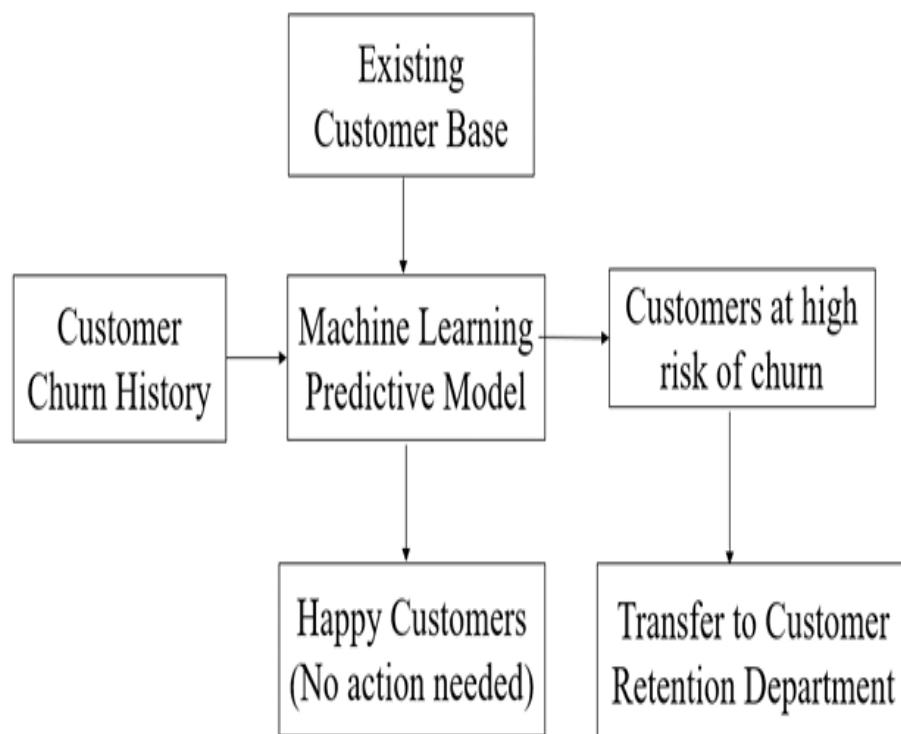 Existing
Customer Base
Customer
Churn History
Machine Learning
Predictive Model
Customers at high
risk of churn
Happy Customers
(No action needed)
Transfer to Customer
Retention Department